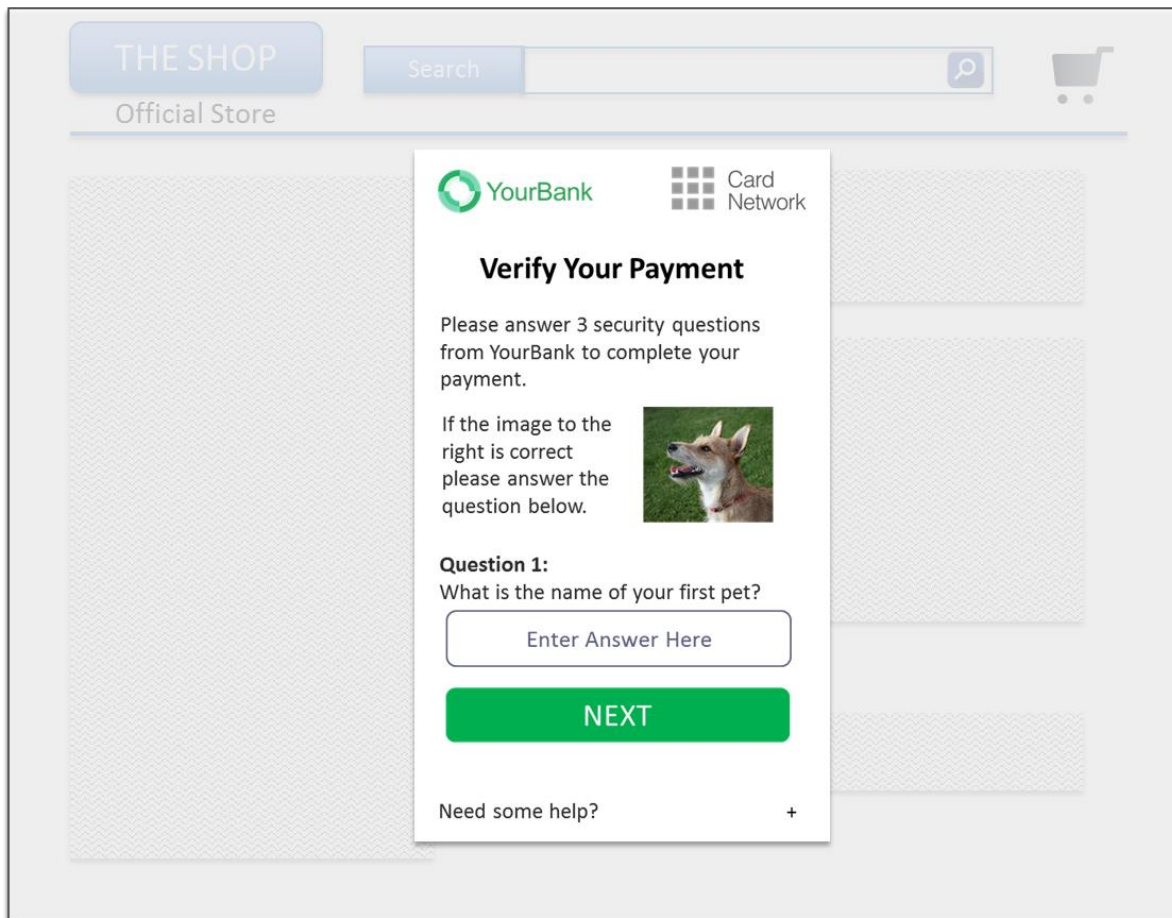 THE SHOP
Search
Official Store
YourBank
Card
Network
Verify Your Payment
Please answer 3 security questions
from YourBank to complete your
payment.
If the image to the
right is correct
please answer the
question below.
Question 1:
What is the name of your first pet?
Enter Answer Here
NEXT
Need some help? +